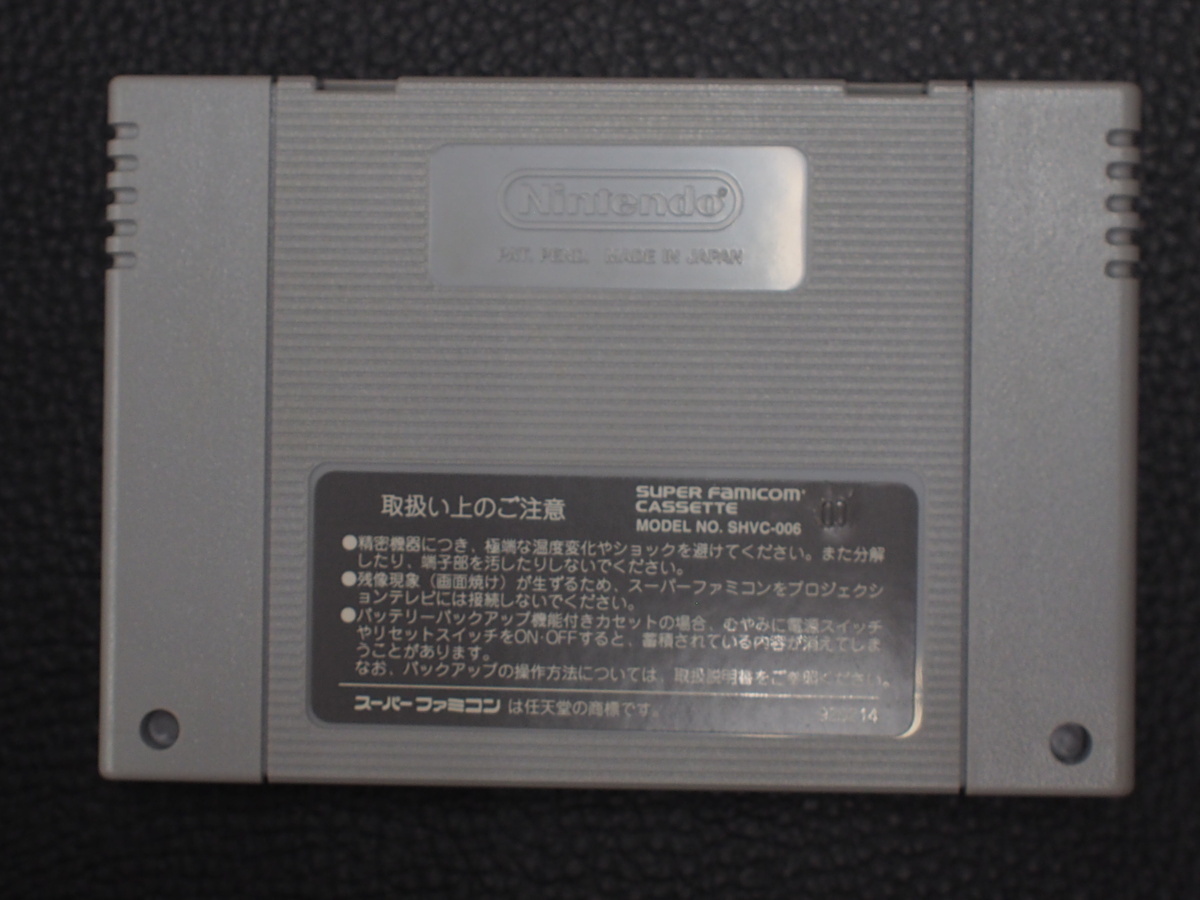 Nintendo®
PAT. PEND. MADE IN JAPAN
取扱い上のご注意
SUPER FAMICOM
CASSETTE
MODEL NO. SHVC-006
●精密機器につき、極端な温度変化やショックを避けてください。また分解
したり、端子部を汚したりしないでください。
●残像現象(画面焼け)が生ずるため、スーパーファミコンをプロジェクシ
ョンテレビには接続しないでください。
●バッテリーバックアップ機能付きカセットの場合、むやみに電源スイッチ
やリセットスイッチをON·OFFすると、蓄積されている内容が消えてしま
うことがあります。
なお、バックアップの操作方法については、取扱説明書をご参照ください。
スーパーファミコン は任天堂の商標です。
14